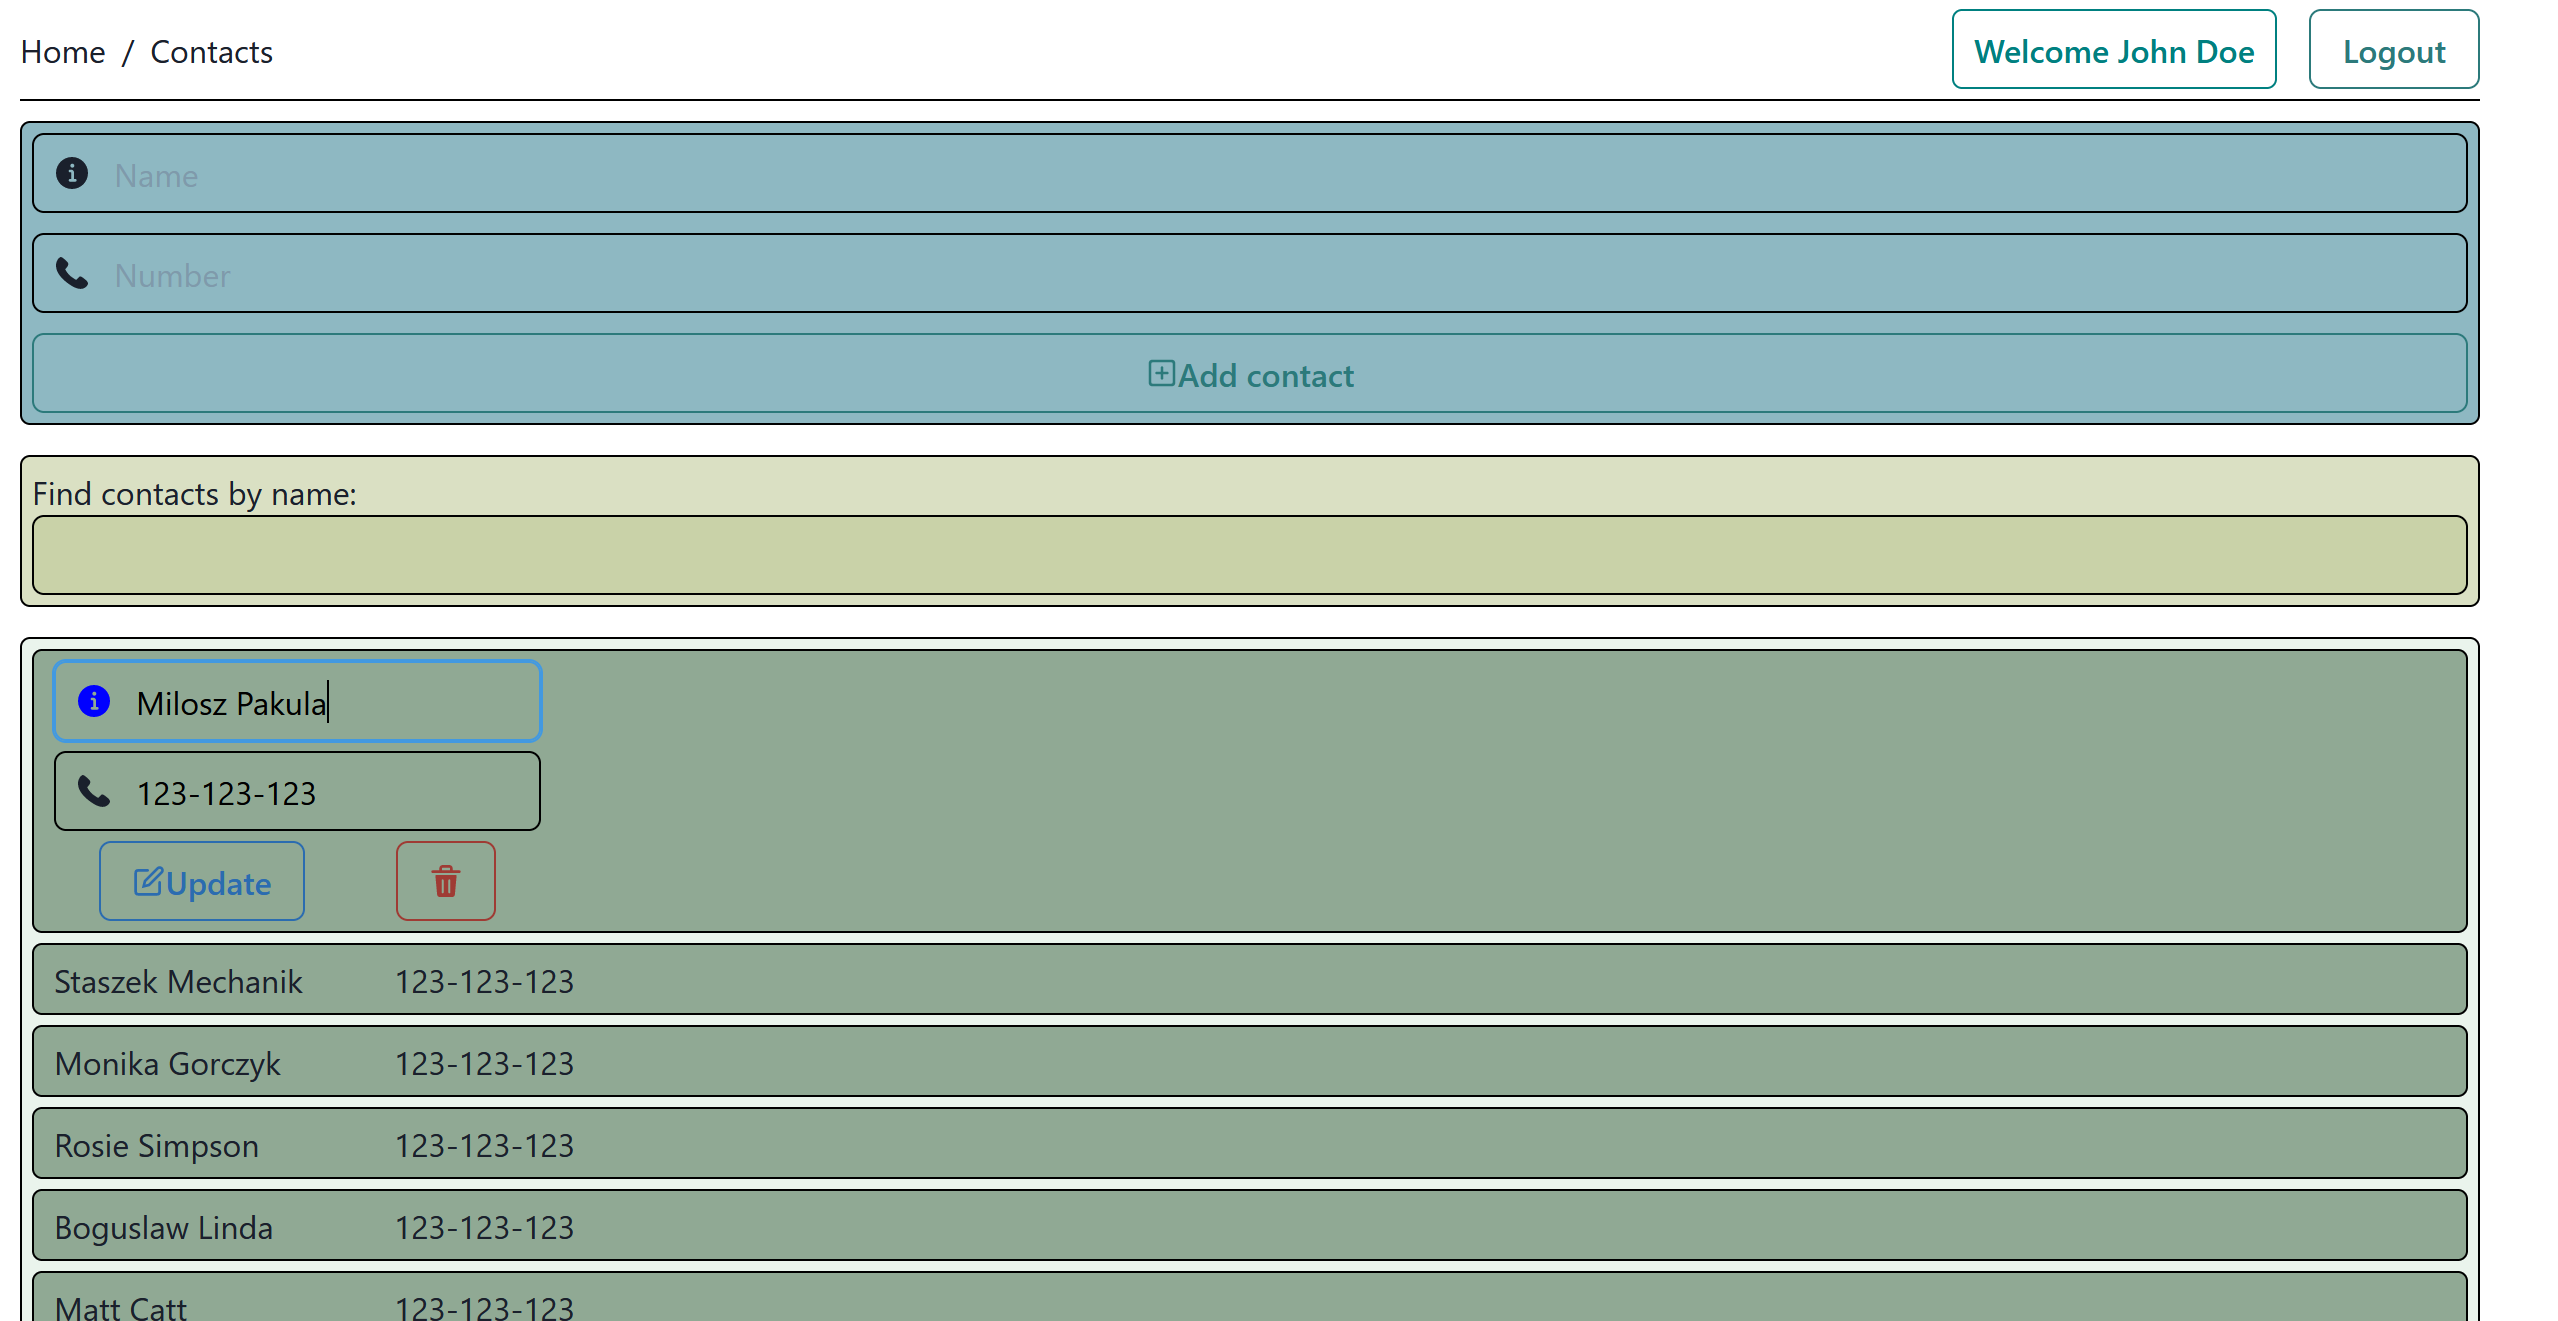 Home / Contacts
Welcome John Doe
Logout
Name
Number
Add contact
Find contacts by name:
Milosz Pakula
123-123-123
Update
Staszek Mechanik 123-123-123
Monika Gorczyk 123-123-123
Rosie Simpson 123-123-123
Boguslaw Linda 123-123-123
Matt Catt 123-123-123